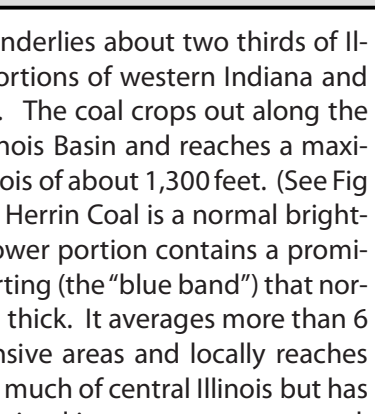 nderlies about two thirds of Il-
ortions of western Indiana and
. The coal crops out along the
nois Basin and reaches a maxi-
ois of about 1,300 feet. (See Fig
Herrin Coal is a normal bright-
ower portion contains a promi-
rting (the “blue band”) that nor-
thick. It averages more than 6
nsive areas and locally reaches
much of central Illinois but has